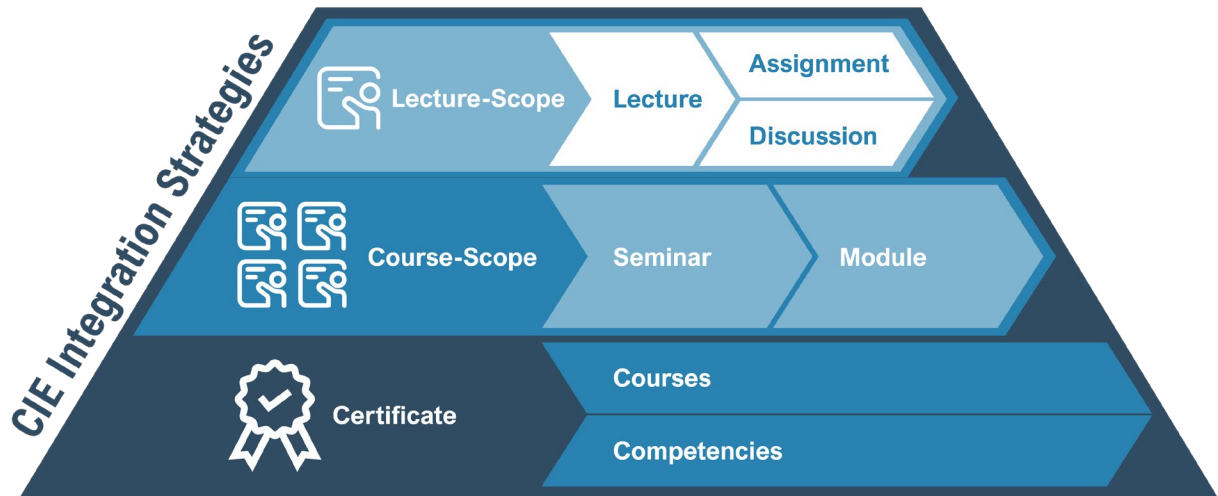 CIE Integration Strategies
Lecture-Scope
Lecture
Assignment
Discussion
Course-Scope
Seminar
Module
Certificate
Courses
Competencies